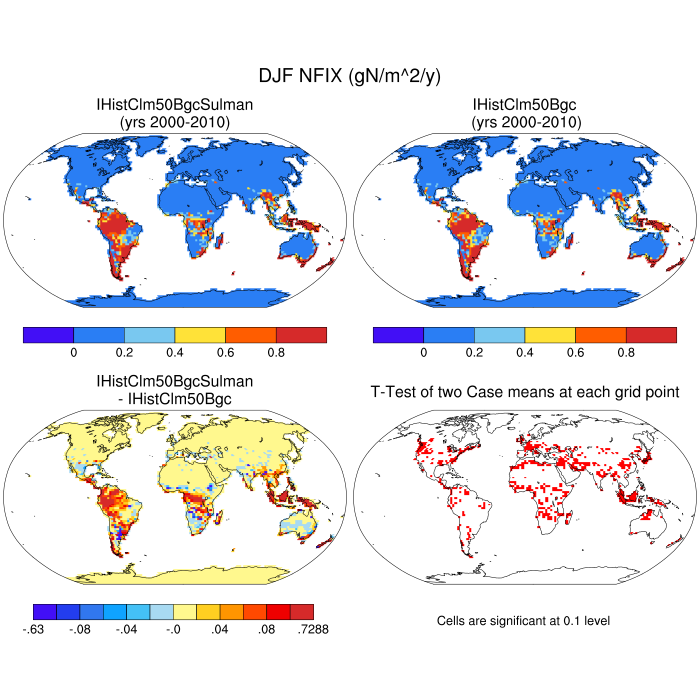 DJF NFIX (gN/m^2/y)
IHistClm50BgcSulman
(yrs 2000-2010)
IHistClm50Bgc
(yrs 2000-2010)
0 0.2 0.4 0.6 0.8
0 0.2 0.4 0.6 0.8
IHistClm50BgcSulman
- IHistClm50Bgc
T-Test of two Case means at each grid point
-.63 -.08 -.04 -.0 .04 .08 .7288
Cells are significant at 0.1 level